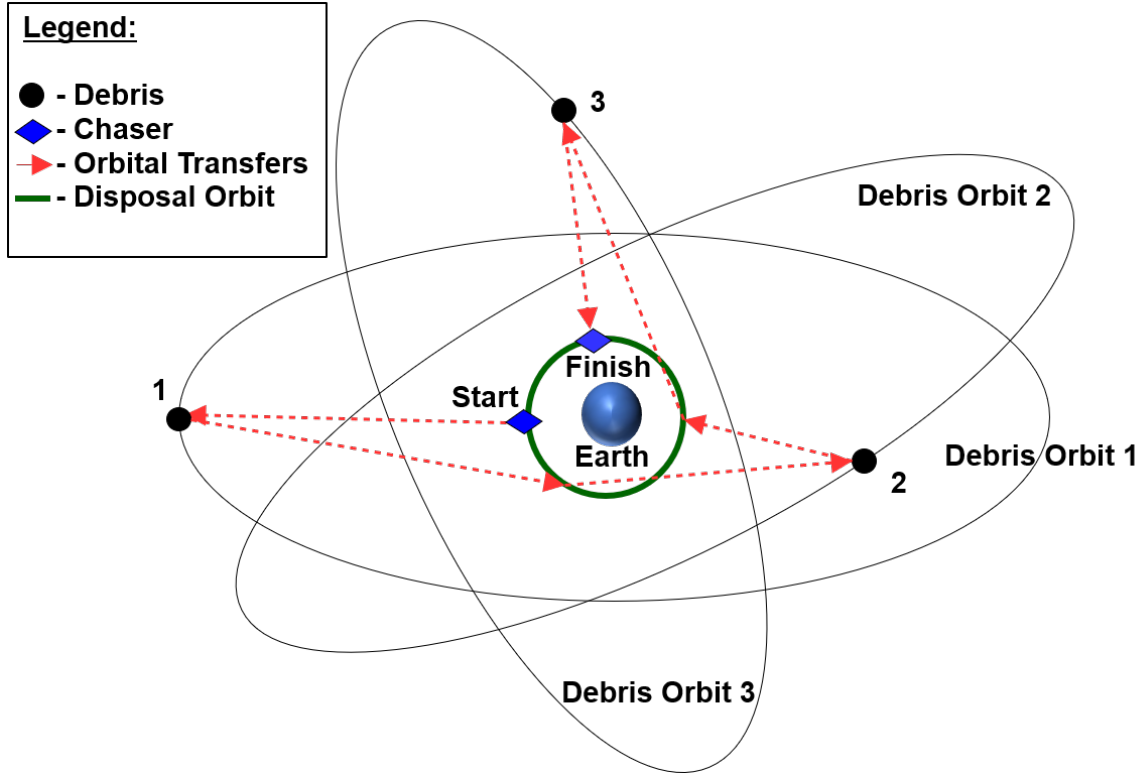 Legend:
- Debris
- Chaser
- Orbital Transfers
- Disposal Orbit
3
Debris Orbit 2
1
Start
Finish
Earth
Debris Orbit 1
2
Debris Orbit 3